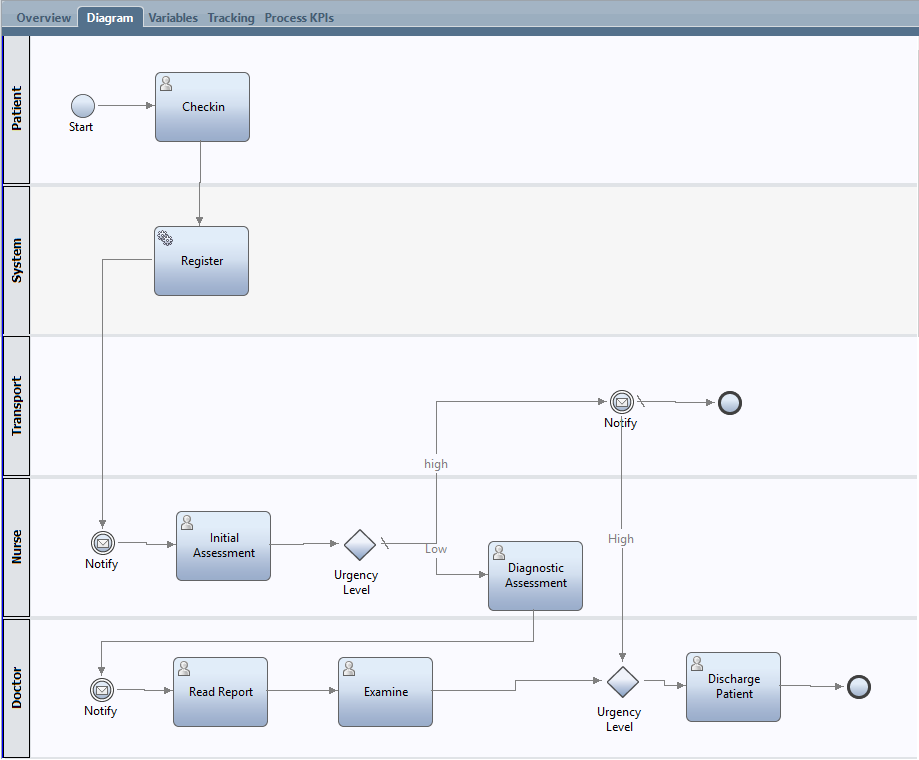 Overview Diagram Variables Tracking Process KPIs
Patient
Start
Checkin
System
Register
Transport
Notify
high
Nurse
Notify
Initial
Assessment
Urgency
Level
Low
Diagnostic
Assessment
High
Doctor
Notify
Read Report
Examine
Urgency
Level
Discharge
Patient